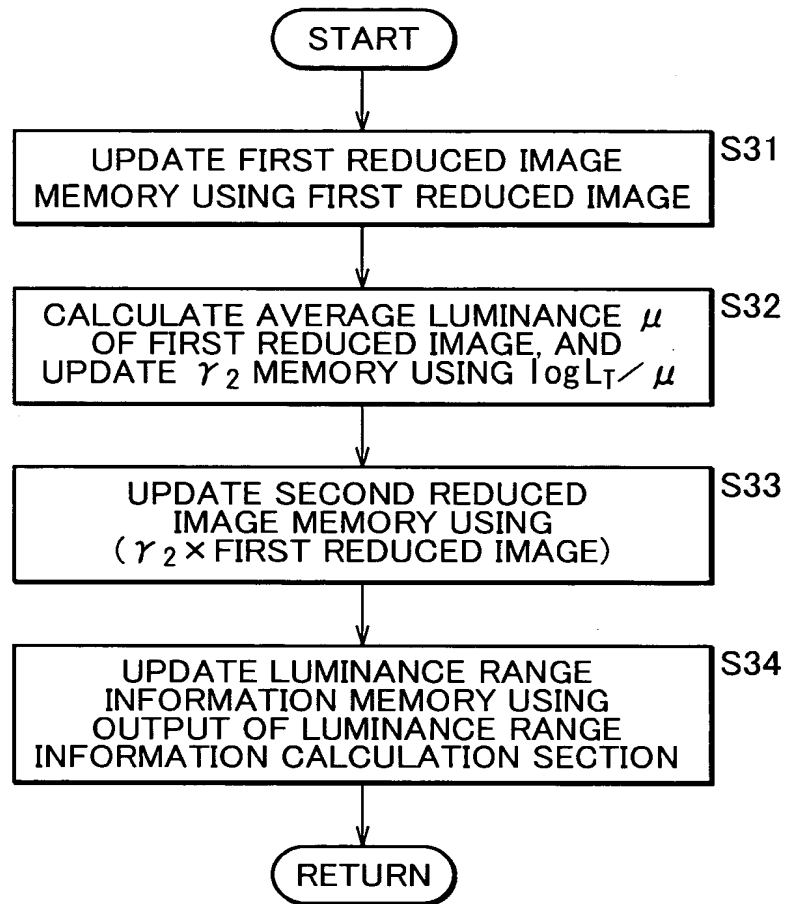 START
UPDATE FIRST REDUCED IMAGE
MEMORY USING FIRST REDUCED IMAGE
S31
CALCULATE AVERAGE LUMINANCE μ
OF FIRST REDUCED IMAGE, AND
UPDATE γ₂ MEMORY USING logL_T／μ
S32
UPDATE SECOND REDUCED
IMAGE MEMORY USING
(γ₂×FIRST REDUCED IMAGE)
S33
UPDATE LUMINANCE RANGE
INFORMATION MEMORY USING
OUTPUT OF LUMINANCE RANGE
INFORMATION CALCULATION SECTION
S34
RETURN